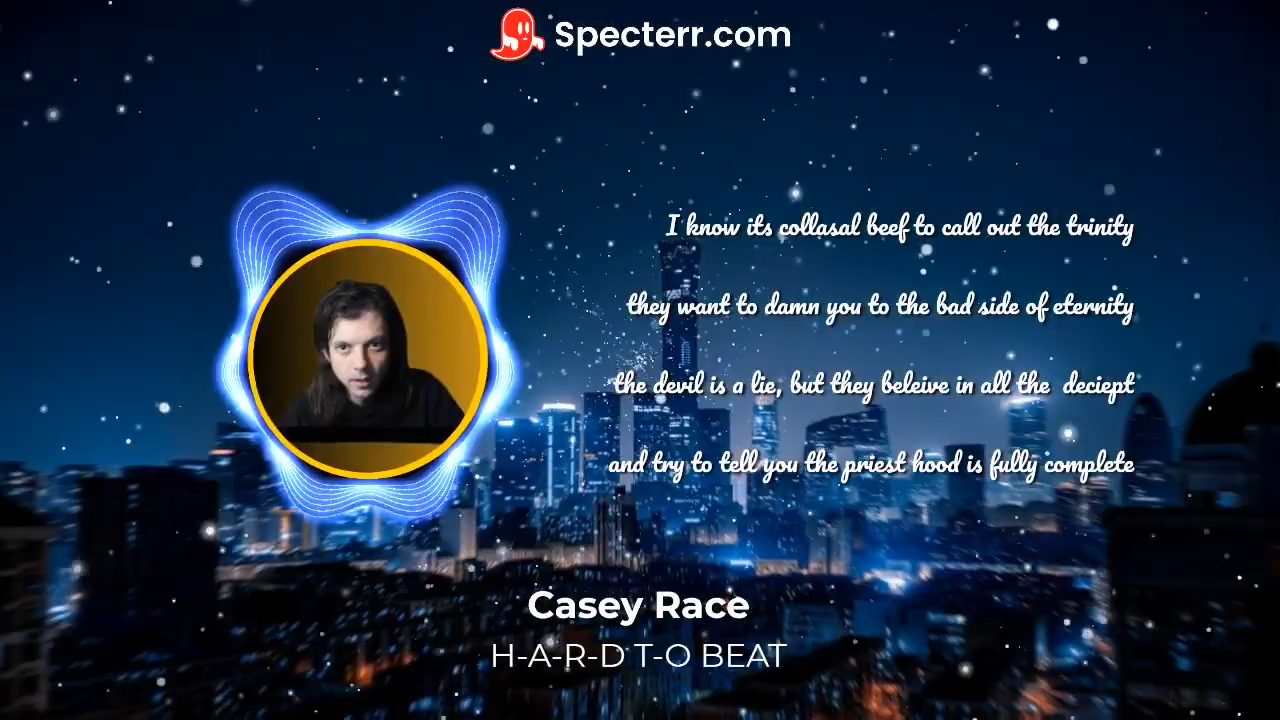 Specterr.com
I know its collasal beef to call out the trinity
they want to damn you to the bad side of eternity
the devil is a lie, but they beleive in all the deciept
and try to tell you the priest hood is fully complete
Casey Race
H-A-R-D T-O BEAT